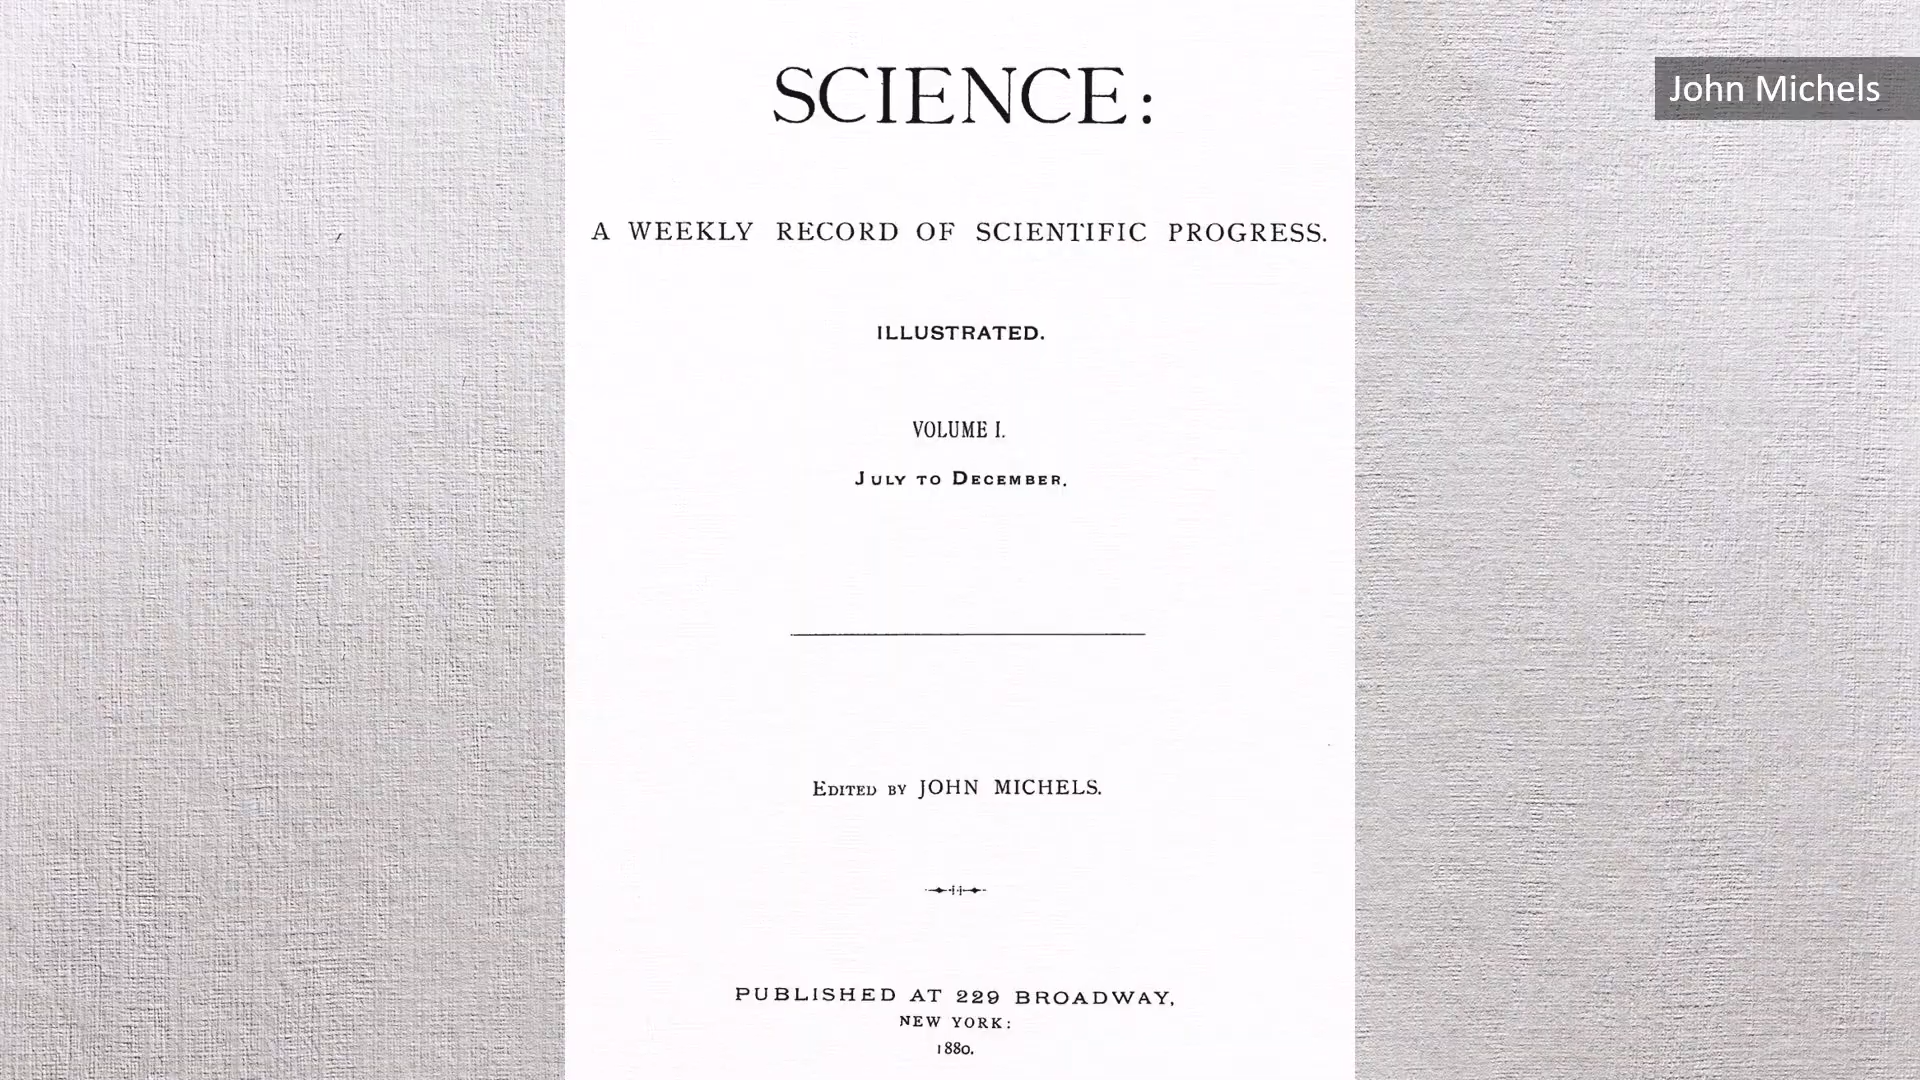 John Michels
SCIENCE:
A WEEKLY RECORD OF SCIENTIFIC PROGRESS.
ILLUSTRATED.
VOLUME I.
JULY TO DECEMBER.
EDITED BY JOHN MICHELS.
PUBLISHED AT 229 BROADWAY,
NEW YORK:
1880.